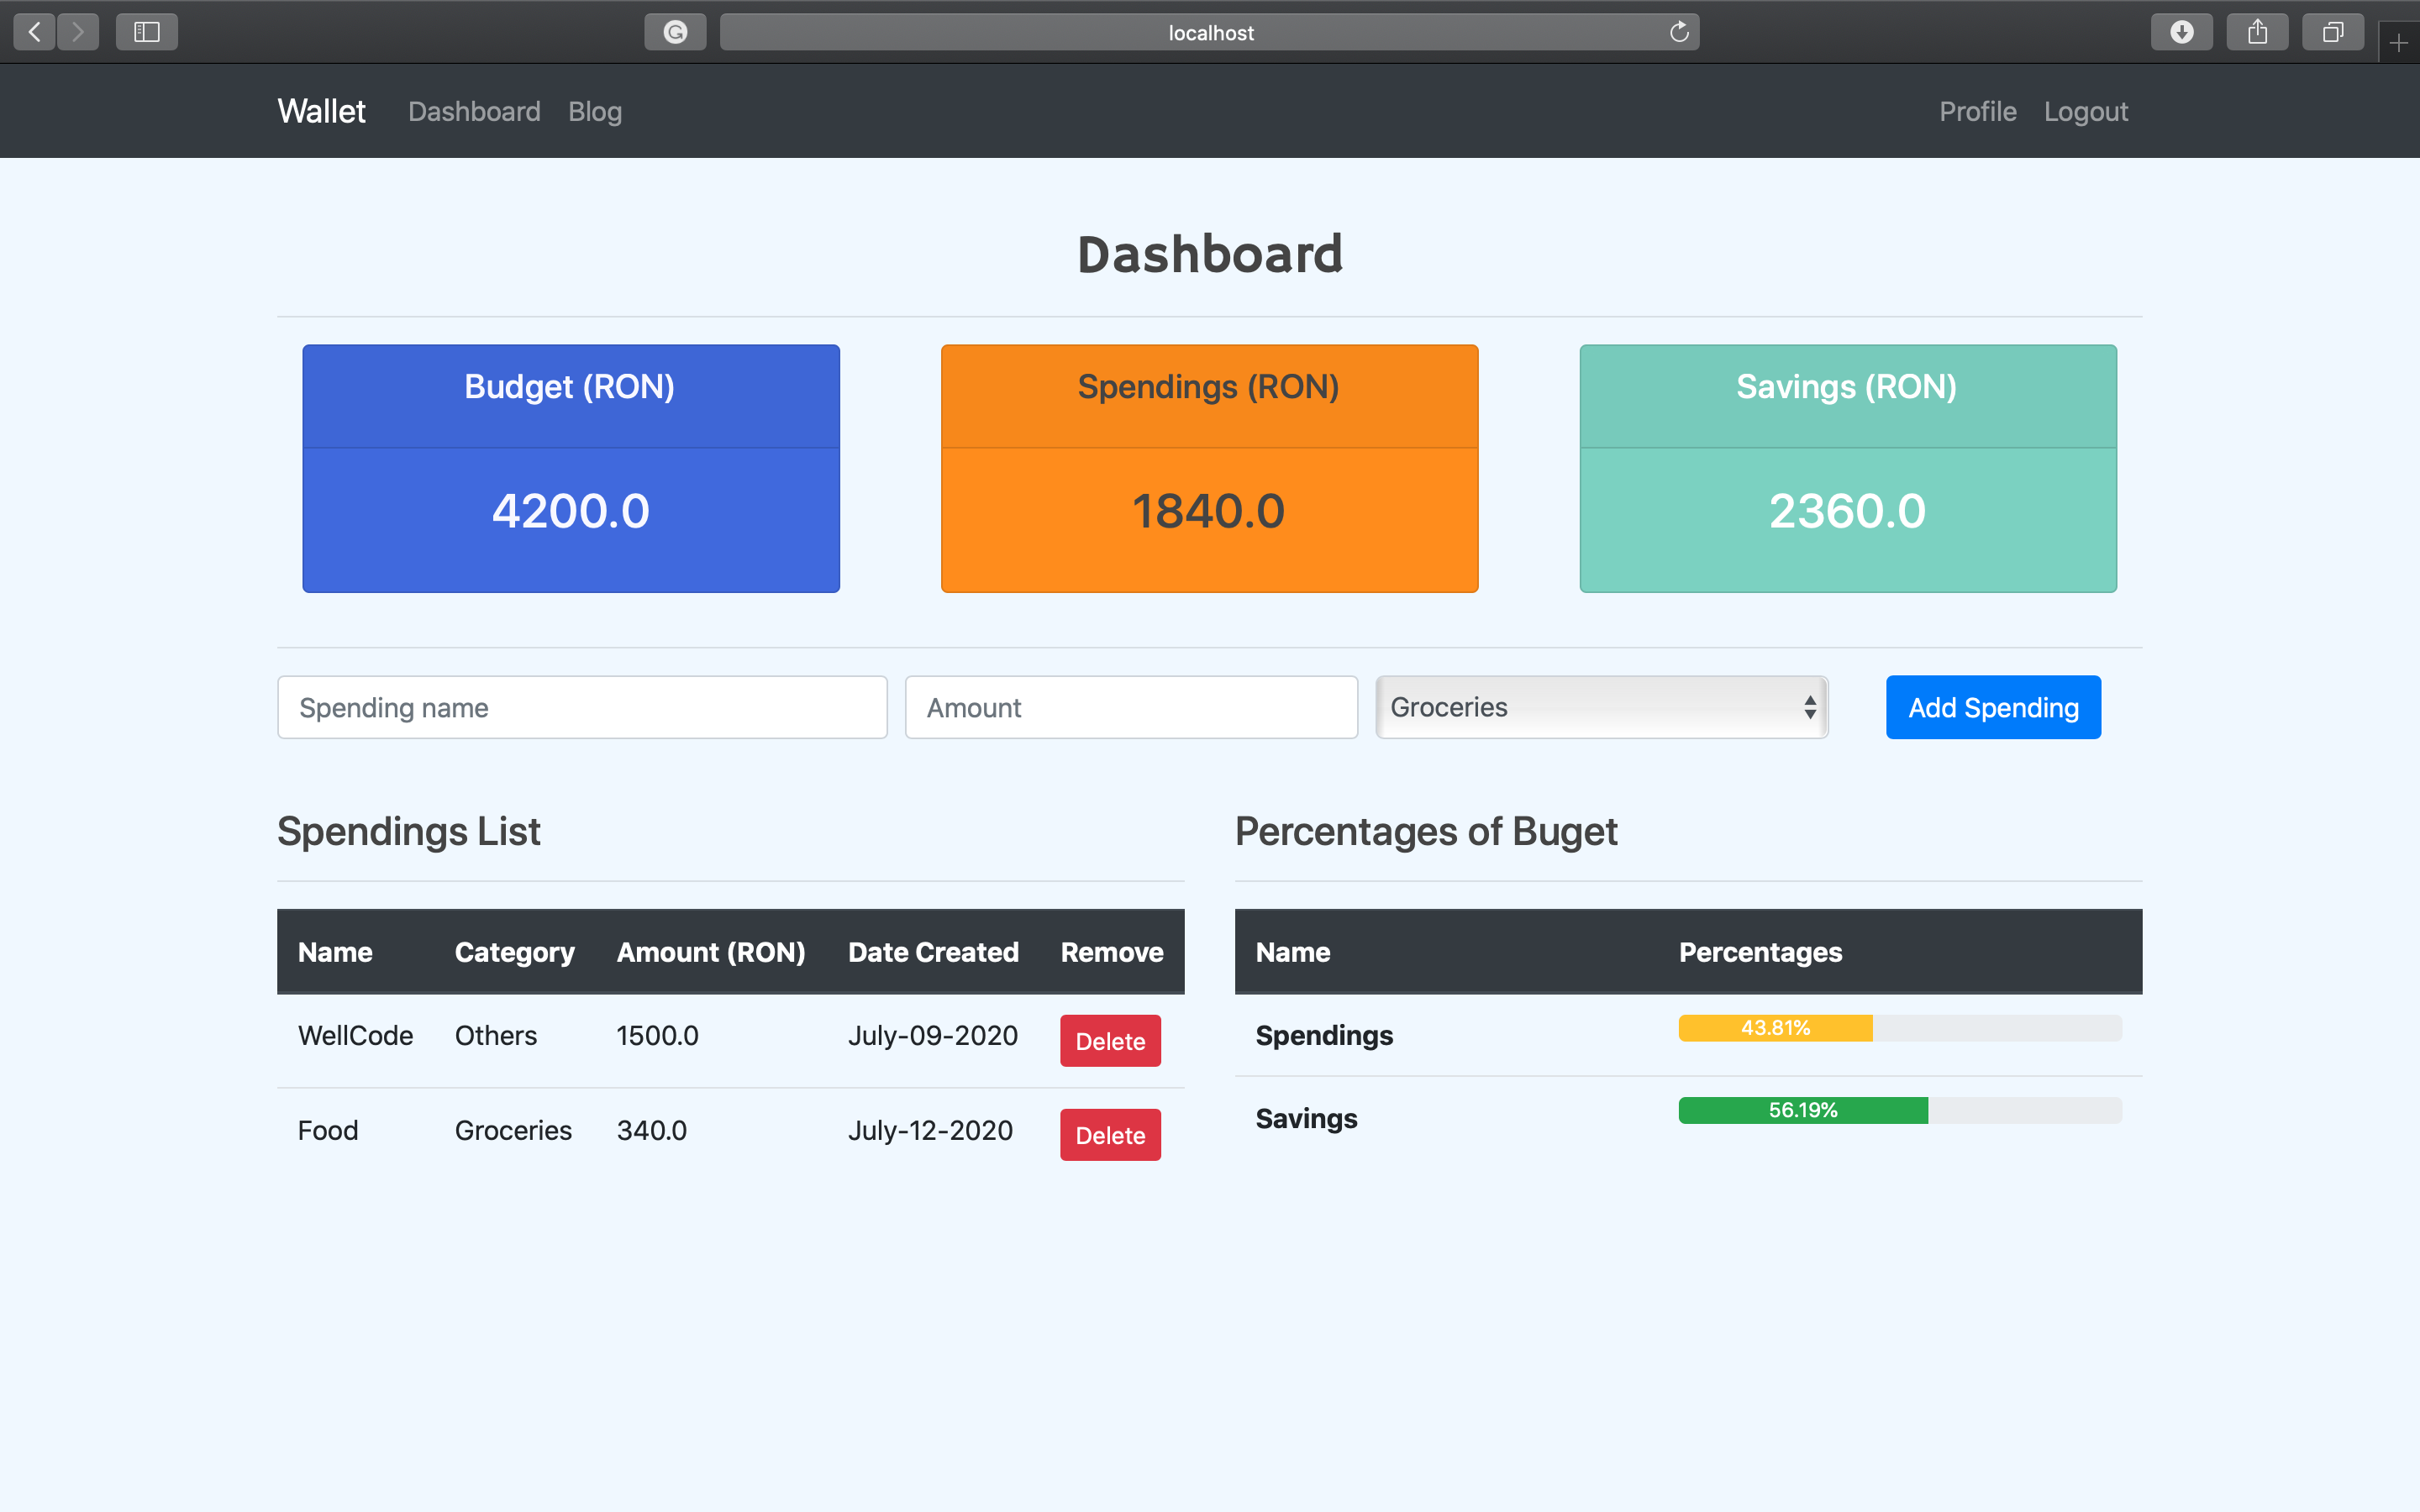 localhost
Wallet Dashboard Blog Profile Logout
Dashboard
Budget (RON) Spendings (RON) Savings (RON)
4200.0 1840.0 2360.0
Spending name Amount Groceries Add Spending
Spendings List
Name Category Amount (RON) Date Created Remove
WellCode Others 1500.0 July-09-2020 Delete
Food Groceries 340.0 July-12-2020 Delete
Percentages of Buget
Name Percentages
Spendings 43.81%
Savings 56.19%